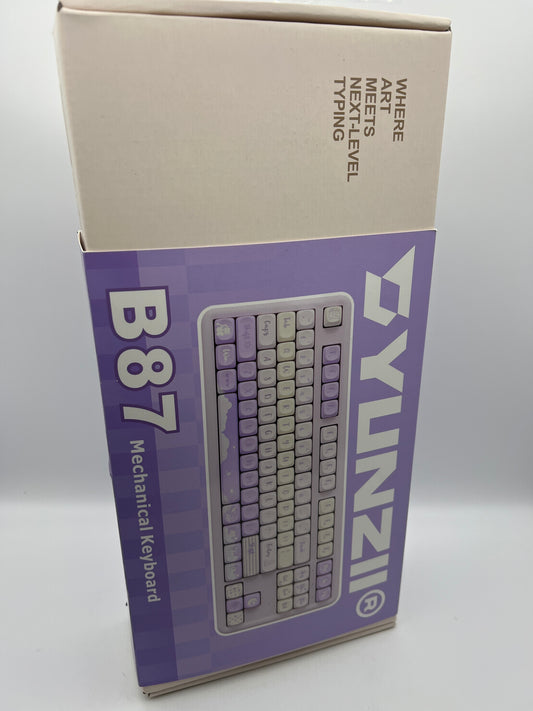 WHERE
ART
MEETS
NEXT-LEVEL
TYPING
YUNZII®
B87
Mechanical Keyboard